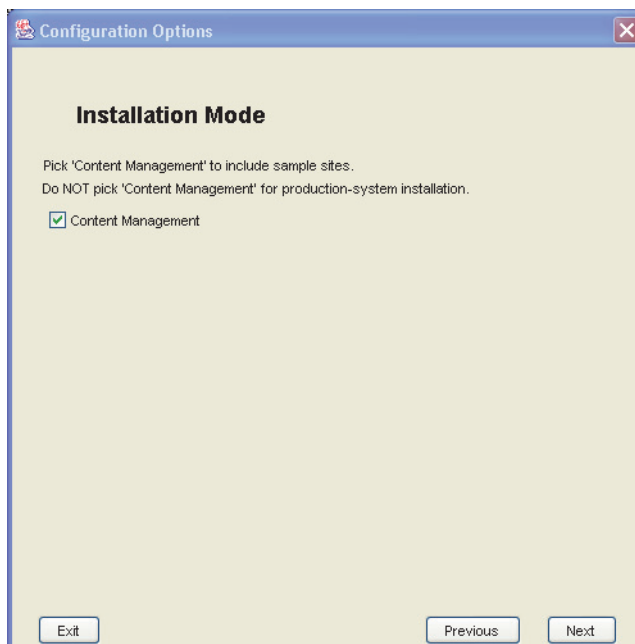 Configuration Options
Installation Mode
Pick 'Content Management' to include sample sites.
Do NOT pick 'Content Management' for production-system installation.
Content Management
Exit
Previous
Next